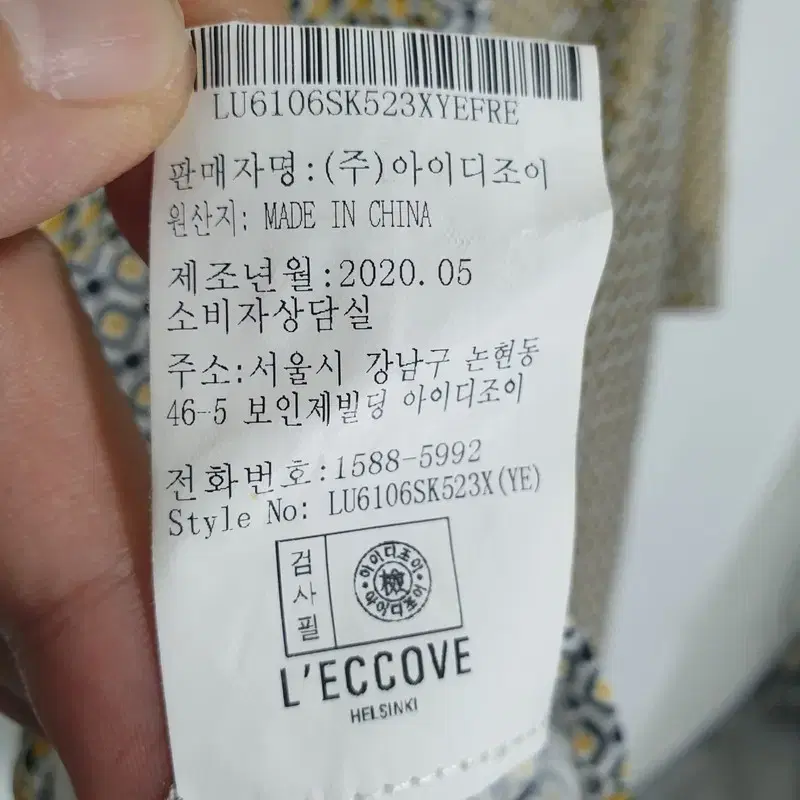 LU6106SK523XYEFRE
판매자명:(주)아이디조이
원산지: MADE IN CHINA
제조년월:2020.05
소비자상담실
주소:서울시 강남구 논현동
46-5 보인제빌딩 아이디조이
전화번호:1588-5992
Style No: LU6106SK523X(YE)
검사필
아이디조이
檢
아이디조이
L'ECCOVE
HELSINKI